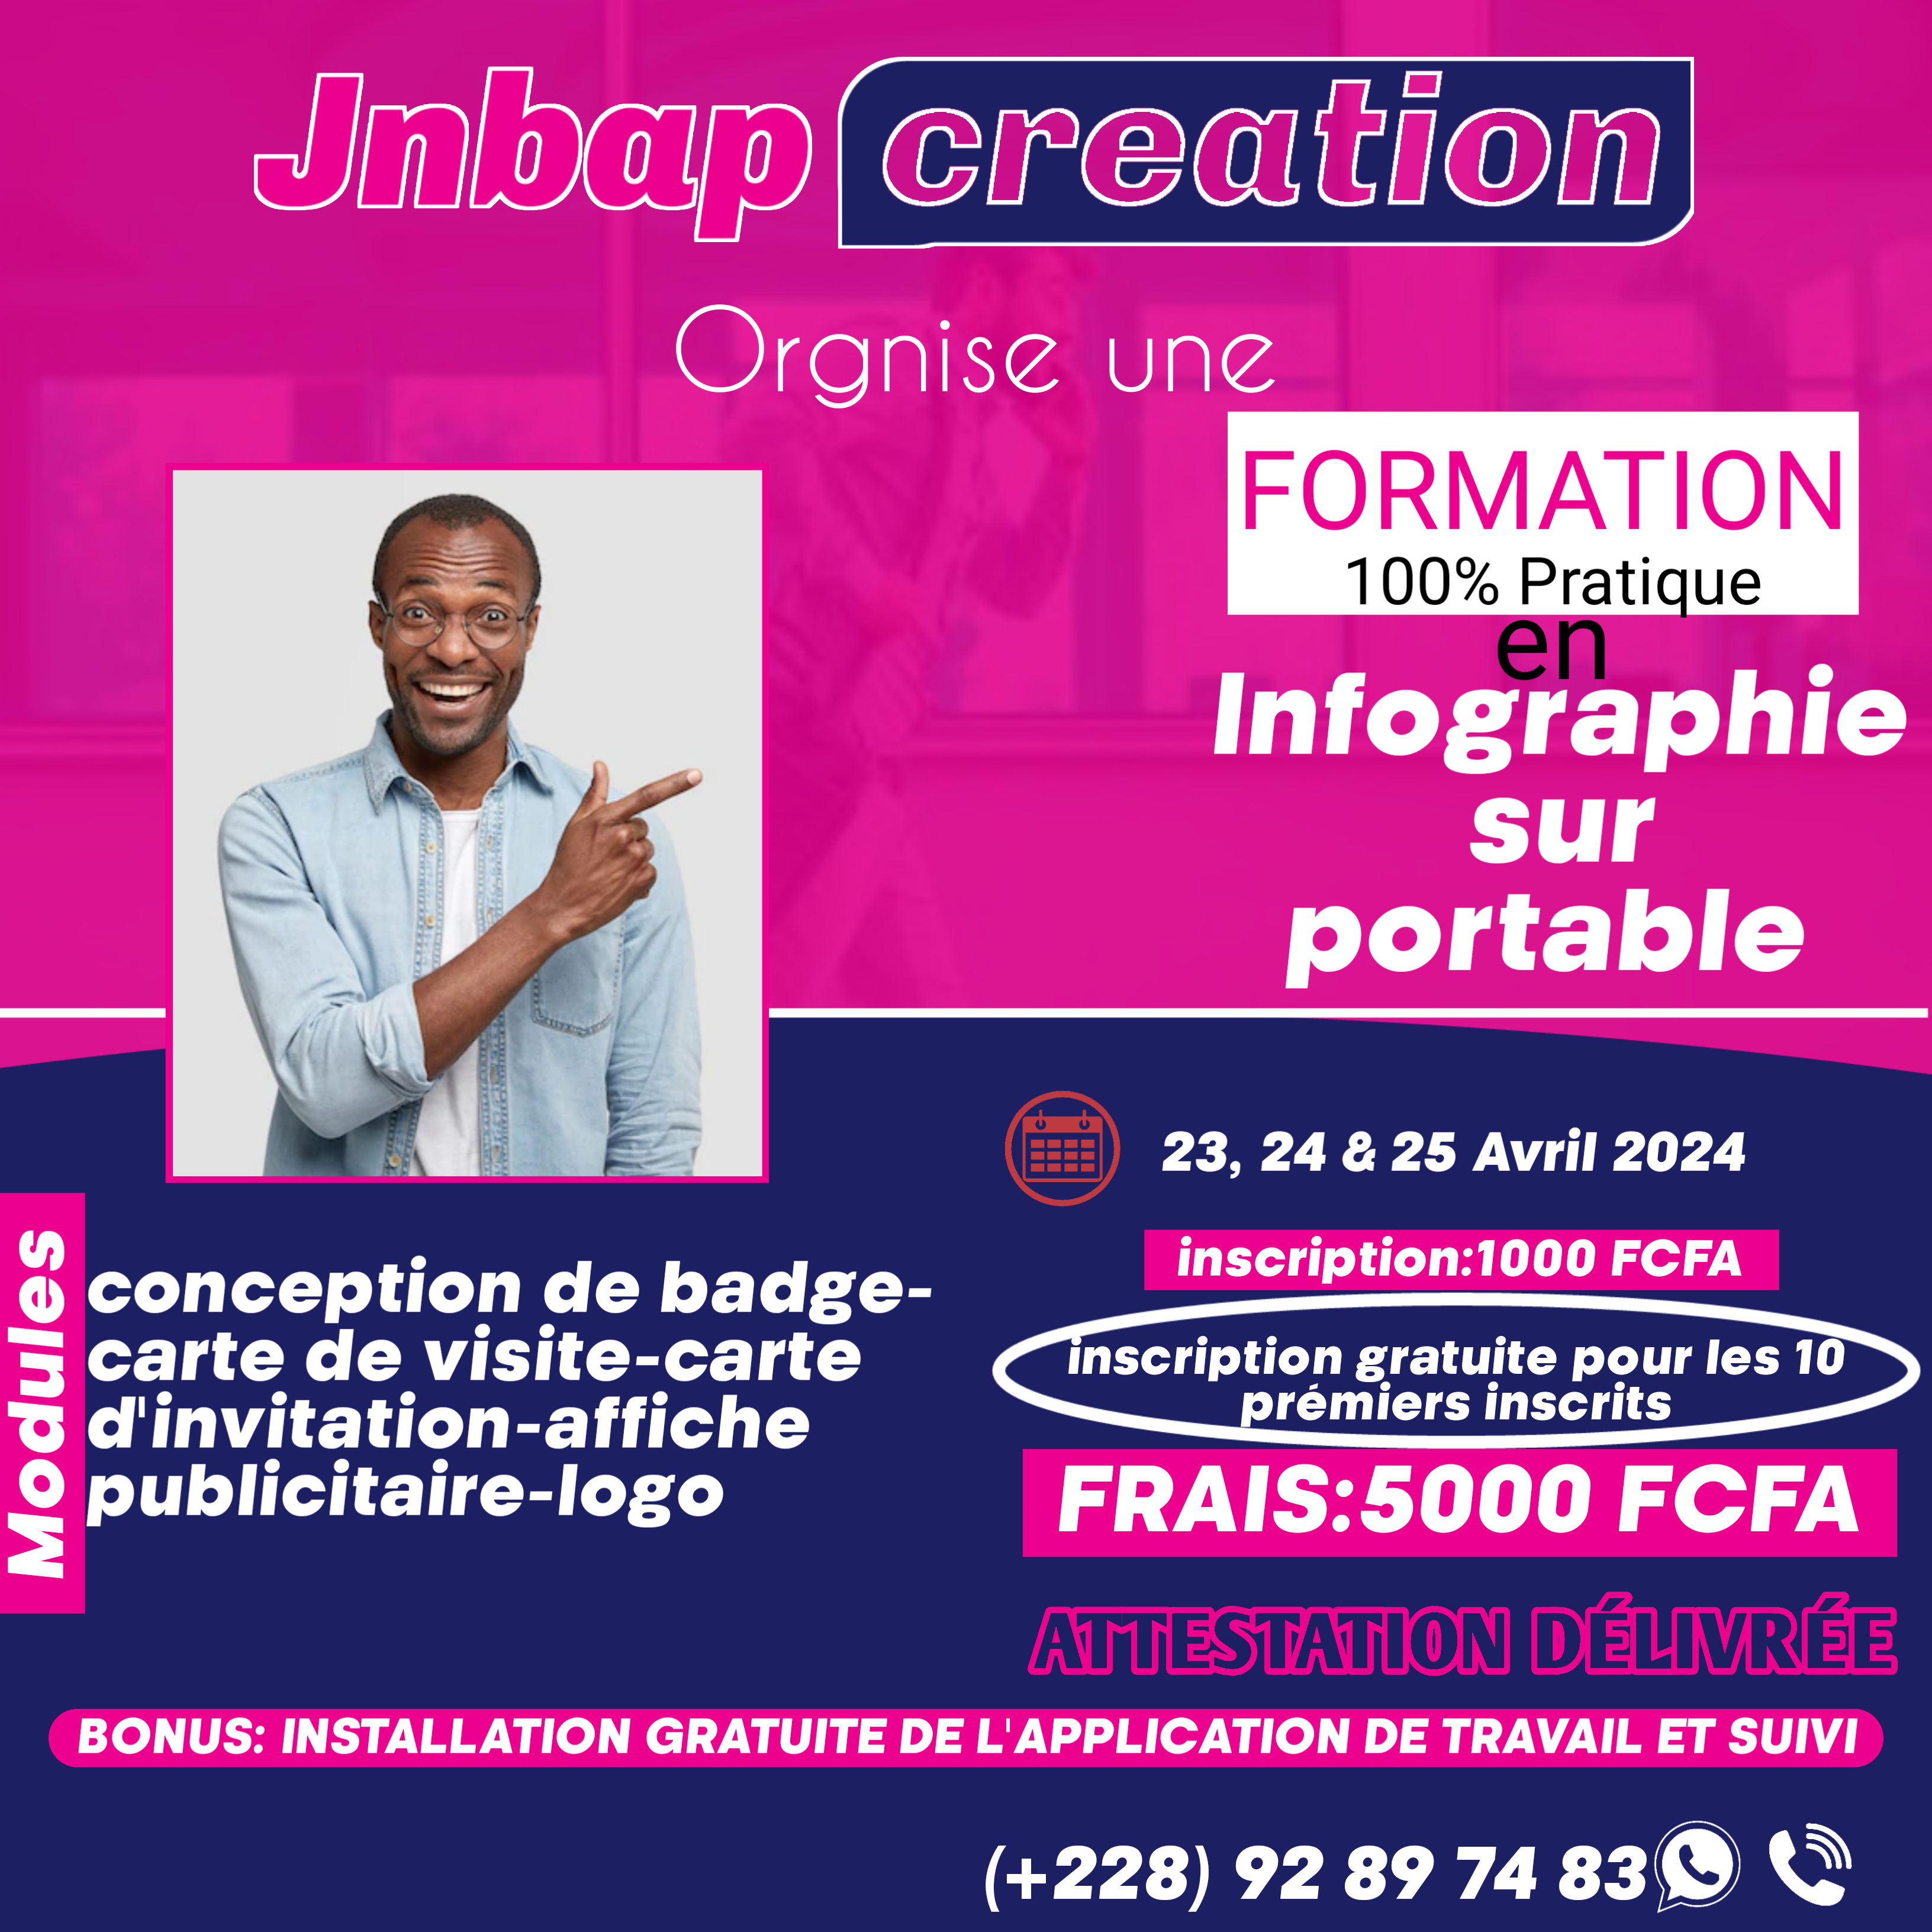 Jnbap creation
Orgnise une
FORMATION
100% Pratique
en
Infographie
sur
portable
23, 24 & 25 Avril 2024
inscription:1000 FCFA
inscription gratuite pour les 10
prémiers inscrits
FRAIS:5000 FCFA
ATTESTATION DÉLIVRÉE
Modules
conception de badge-
carte de visite-carte
d'invitation-affiche
publicitaire-logo
BONUS: INSTALLATION GRATUITE DE L'APPLICATION DE TRAVAIL ET SUIVI
(+228) 92 89 74 83